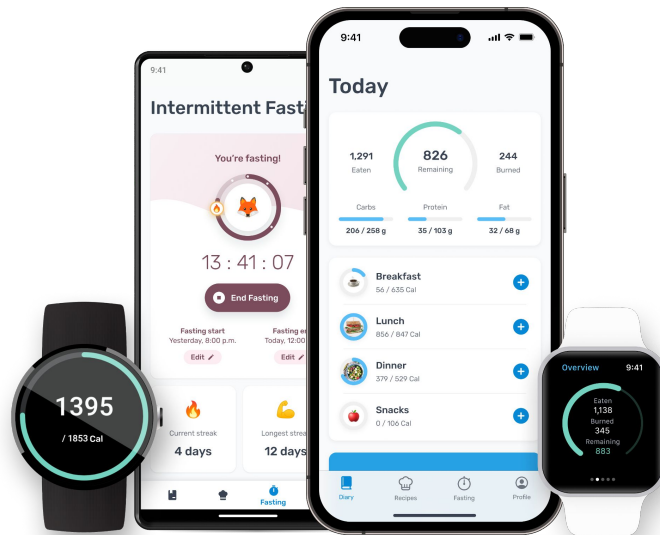 9:41
Intermittent Fasti
You're fasting!
13 : 41 : 07
End Fasting
Fasting start
Yesterday, 8:00 p.m.
Edit
Fasting en
Today, 12:00
Edit
Current streak
4 days
Longest strea
12 days
Fasting
9:41
Today
1,291
Eaten
826
Remaining
244
Burned
Carbs
206 / 258 g
Protein
35 / 103 g
Fat
32 / 68 g
Breakfast
56 / 635 Cal
Lunch
856 / 847 Cal
Dinner
379 / 529 Cal
Snacks
0 / 106 Cal
Diary
Recipes
Fasting
Profile
1395
/ 1853 Cal
Overview
9:41
Eaten
1,138
Burned
345
Remaining
883